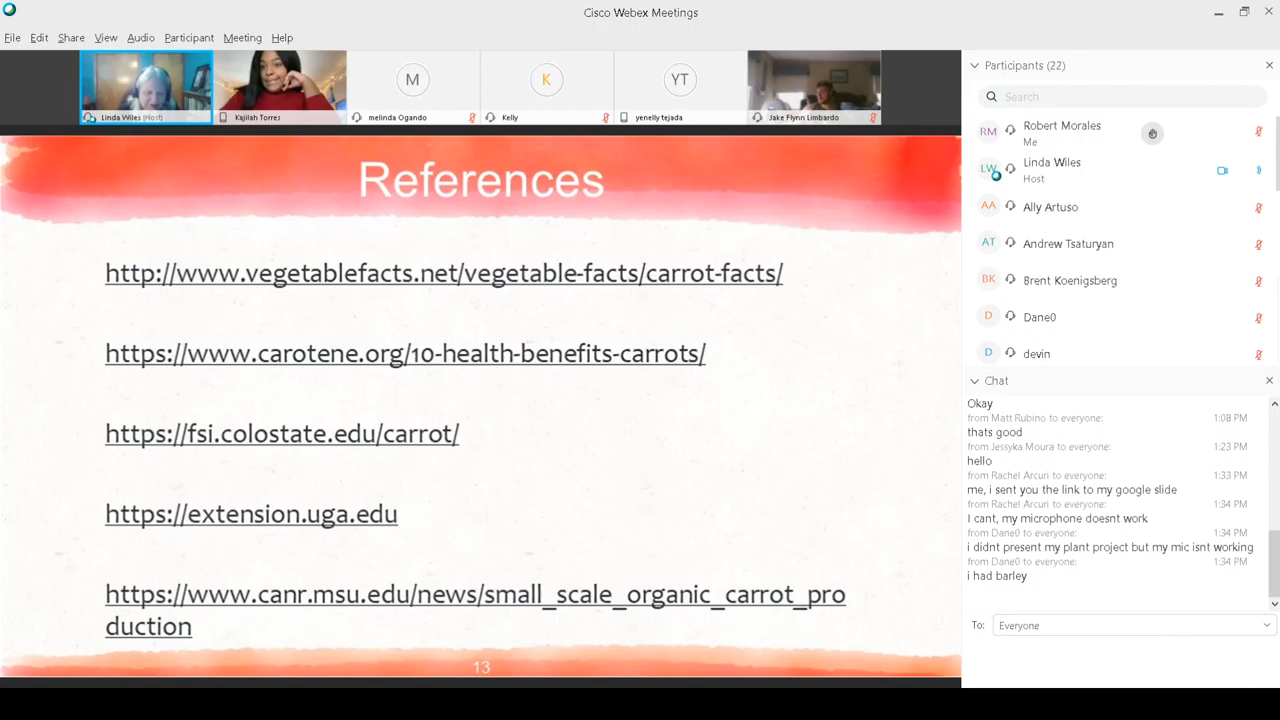 Cisco Webex Meetings
File Edit Share View Audio Participant Meeting Help
Linda Wiles (Host)
Kajilah Torres
M
melinda Ogando
K
Kelly
YT
yenelly tejada
Jake Flynn Limbardo
References
http://www.vegetablefacts.net/vegetable-facts/carrot-facts/
https://www.carotene.org/10-health-benefits-carrots/
https://fsi.colostate.edu/carrot/
https://extension.uga.edu
https://www.canr.msu.edu/news/small_scale_organic_carrot_pro
duction
13
Participants (22)
Search
RM Robert Morales
Me
LW Linda Wiles
Host
AA Ally Artuso
AT Andrew Tsaturyan
BK Brent Koenigsberg
D Dane0
D devin
Chat
Okay
from Matt Rubino to everyone: 1:08 PM
thats good
from Jessyka Moura to everyone: 1:23 PM
hello
from Rachel Arcuri to everyone: 1:33 PM
me, i sent you the link to my google slide
from Rachel Arcuri to everyone: 1:34 PM
I cant, my microphone doesnt work
from Dane0 to everyone: 1:34 PM
i didnt present my plant project but my mic isnt working
from Dane0 to everyone: 1:34 PM
i had barley
To: Everyone